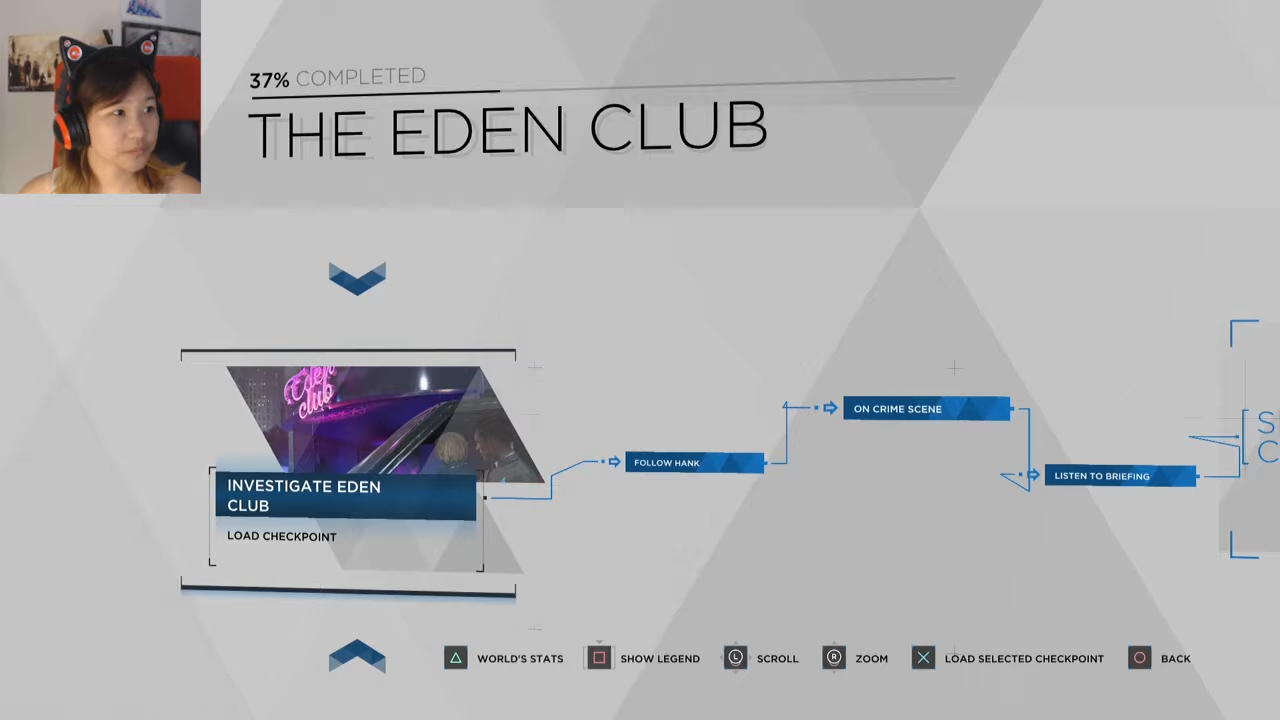 37% COMPLETED
THE EDEN CLUB
Eden
club
INVESTIGATE EDEN
CLUB
LOAD CHECKPOINT
FOLLOW HANK
ON CRIME SCENE
LISTEN TO BRIEFING
S
C
WORLD'S STATS
SHOW LEGEND
L
SCROLL
R
ZOOM
LOAD SELECTED CHECKPOINT
BACK